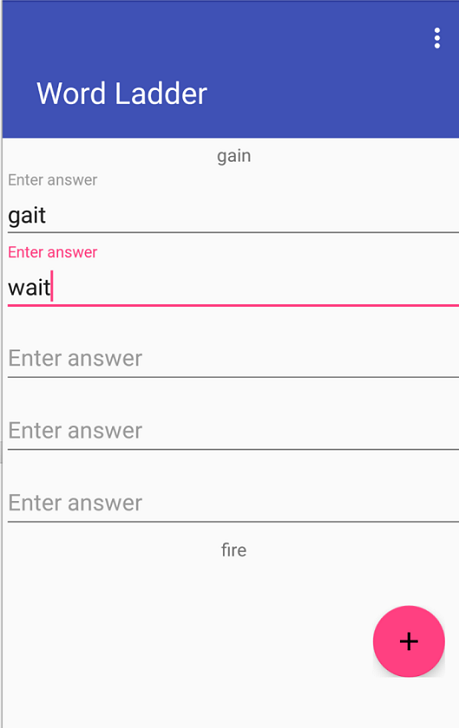 Word Ladder
gain
Enter answer
gait
Enter answer
wait
Enter answer
Enter answer
Enter answer
fire
+